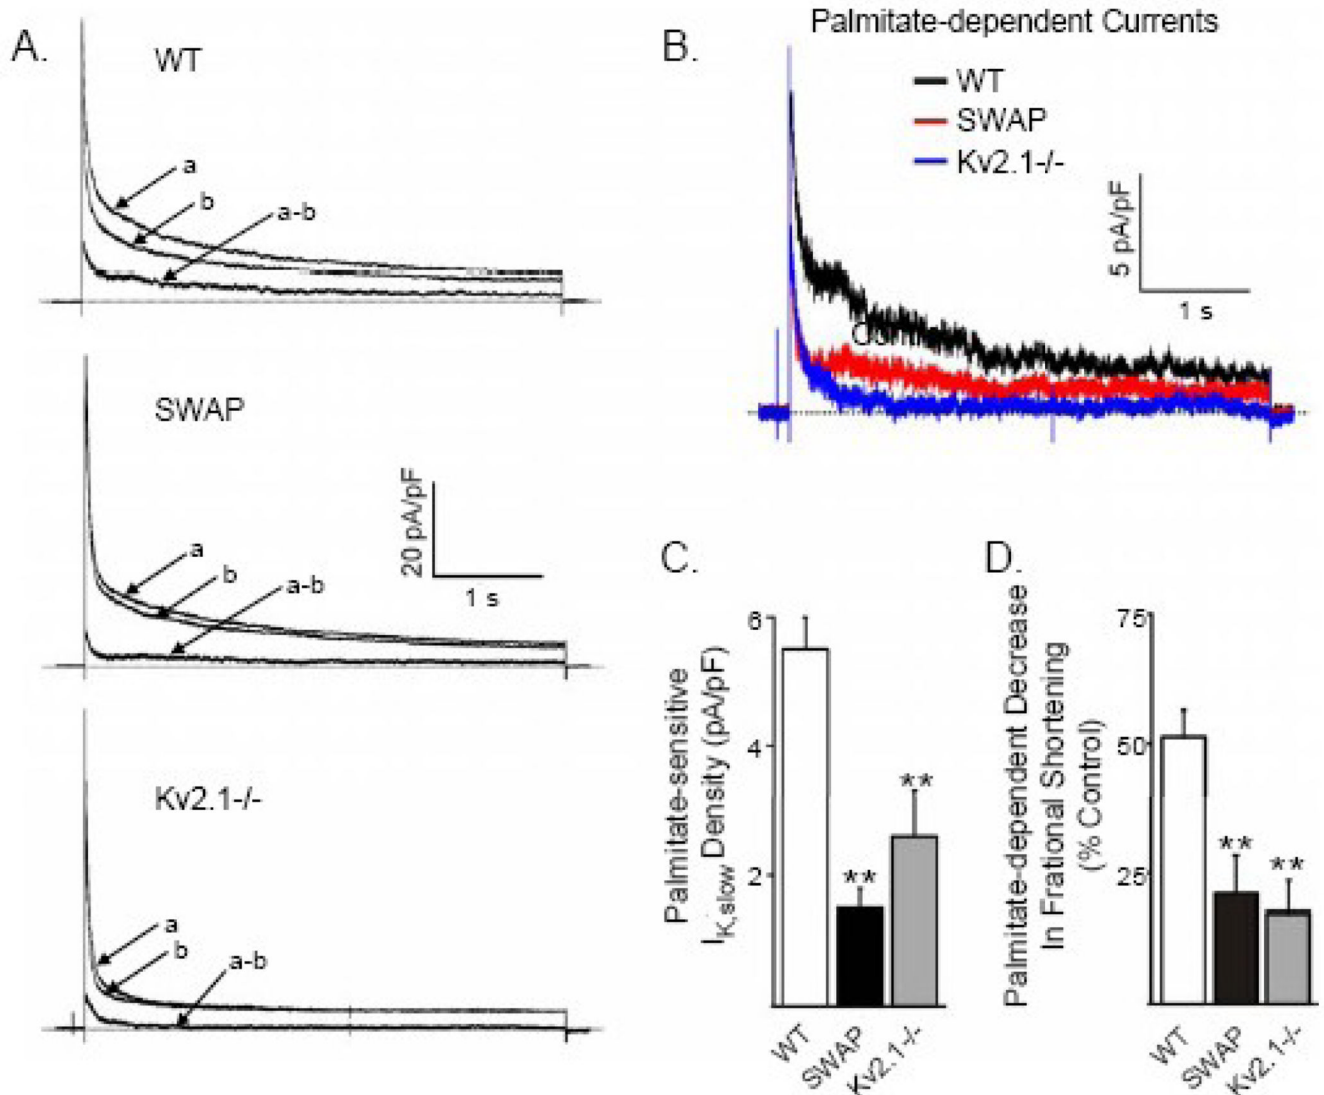 A.
WT
a
b
a-b
SWAP
a
b
a-b
20 pA/pF
1 s
Kv2.1-/-
a
b
a-b
B.
Palmitate-dependent Currents
WT
SWAP
Kv2.1-/-
5 pA/pF
1 s
C.
Palmitate-sensitive
IK,slow Density (pA/pF)
6
4
2
**
**
WT
SWAP
Kv2.1-/-
D.
Palmitate-dependent Decrease
In Frational Shortening
(% Control)
75
50
25
**
**
WT
SWAP
Kv2.1-/-